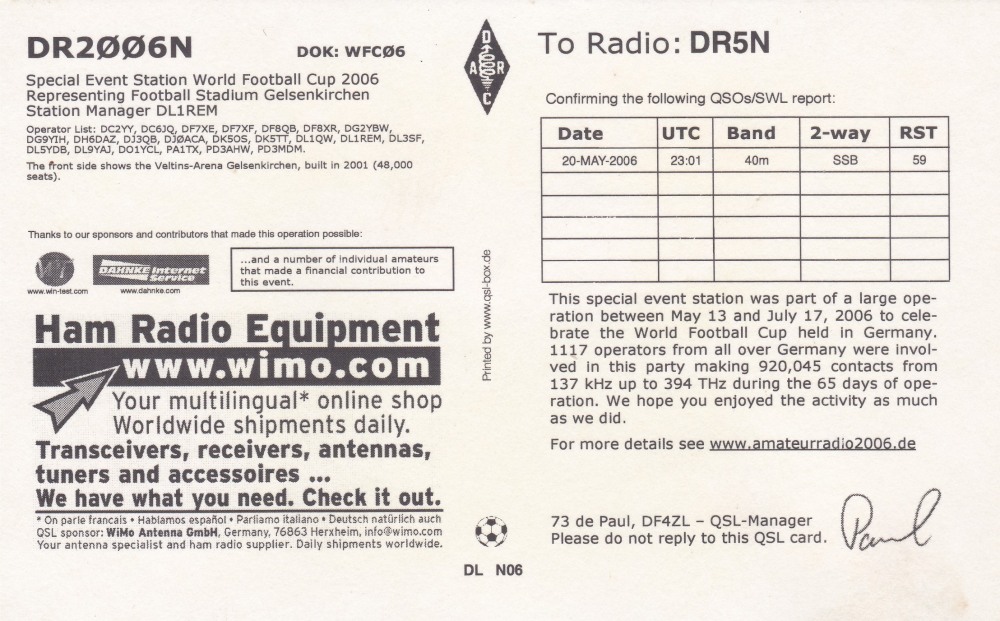 DR2ØØ6N
DOK: WFCØ6
Special Event Station World Football Cup 2006
Representing Football Stadium Gelsenkirchen
Station Manager DL1REM
Operator List: DC2YY, DC6JQ, DF7XE, DF7XF, DF8QB, DF8XR, DG2YBW,
DG9YIH, DH6DAZ, DJ3QB, DJØACA, DK5OS, DK5TT, DL1QW, DL1REM, DL3SF,
DL5YDB, DL9YAJ, DO1YCL, PA1TX, PD3AHW, PD3MDM.
The front side shows the Veltins-Arena Gelsenkirchen, built in 2001 (48,000
seats).
Thanks to our sponsors and contributors that made this operation possible:
WT
www.win-test.com
DAHNKE Internet
Service
www.dahnke.com
...and a number of individual amateurs
that made a financial contribution to
this event.
Ham Radio Equipment
www.wimo.com
Your multilingual* online shop
Worldwide shipments daily.
Transceivers, receivers, antennas,
tuners and accessoires ...
We have what you need. Check it out.
* On parle francais • Hablamos español • Parliamo italiano • Deutsch natürlich auch
QSL sponsor: WiMo Antenna GmbH, Germany, 76863 Herxheim, info@wimo.com
Your antenna specialist and ham radio supplier. Daily shipments worldwide.
D
A R
C
Printed by www.qsl-box.de
DL N06
To Radio: DR5N
Confirming the following QSOs/SWL report:
Date UTC Band 2-way RST
20-MAY-2006 23:01 40m SSB 59
This special event station was part of a large ope-
ration between May 13 and July 17, 2006 to cele-
brate the World Football Cup held in Germany.
1117 operators from all over Germany were invol-
ved in this party making 920,045 contacts from
137 kHz up to 394 THz during the 65 days of ope-
ration. We hope you enjoyed the activity as much
as we did.
For more details see www.amateurradio2006.de
73 de Paul, DF4ZL – QSL-Manager
Please do not reply to this QSL card.
Paul